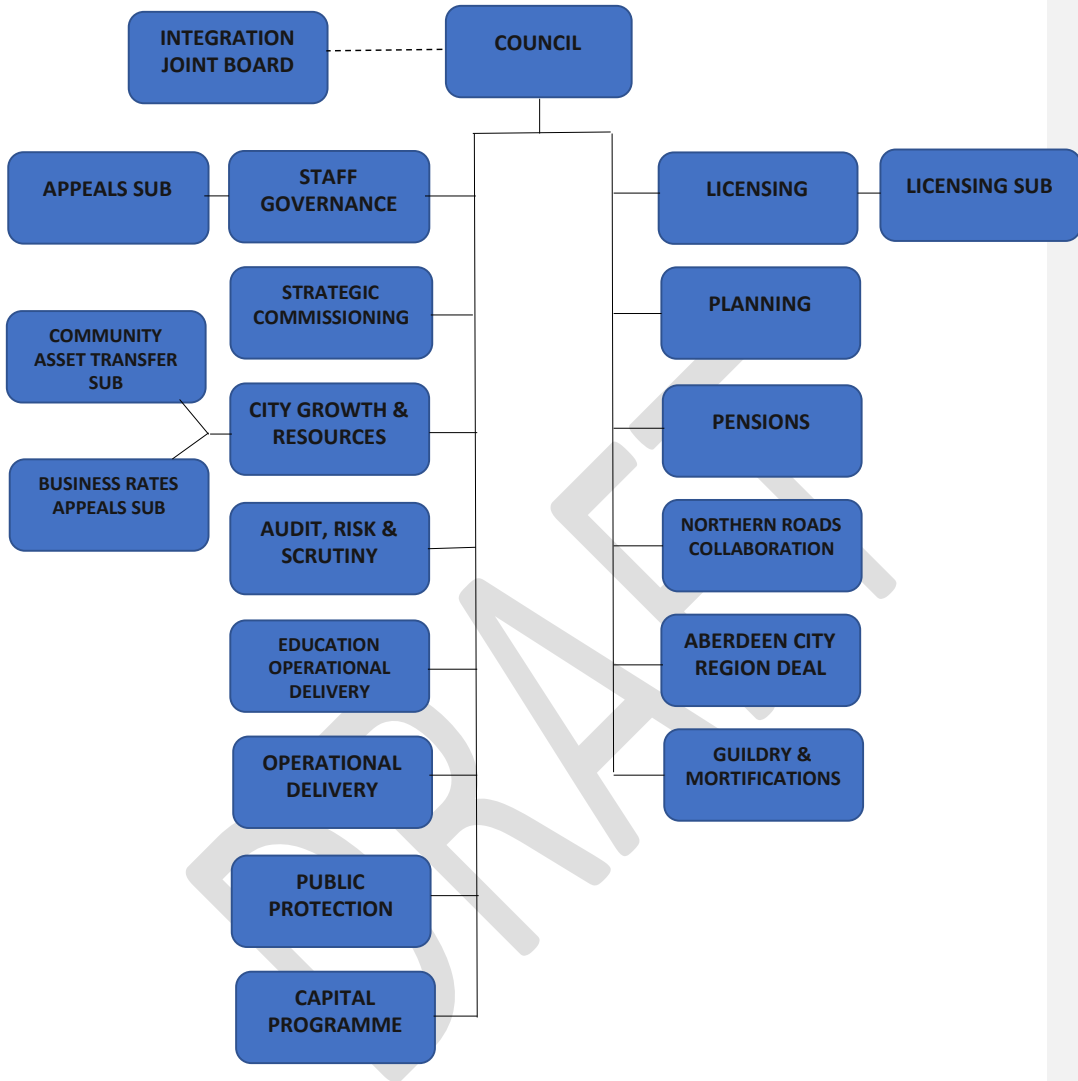 INTEGRATION
JOINT BOARD
COUNCIL
APPEALS SUB
STAFF
GOVERNANCE
LICENSING
LICENSING SUB
STRATEGIC
COMMISSIONING
PLANNING
COMMUNITY
ASSET TRANSFER
SUB
CITY GROWTH &
RESOURCES
PENSIONS
BUSINESS RATES
APPEALS SUB
AUDIT, RISK &
SCRUTINY
NORTHERN ROADS
COLLABORATION
EDUCATION
OPERATIONAL
DELIVERY
ABERDEEN CITY
REGION DEAL
OPERATIONAL
DELIVERY
GUILDRY &
MORTIFICATIONS
PUBLIC
PROTECTION
CAPITAL
PROGRAMME
DRAFT